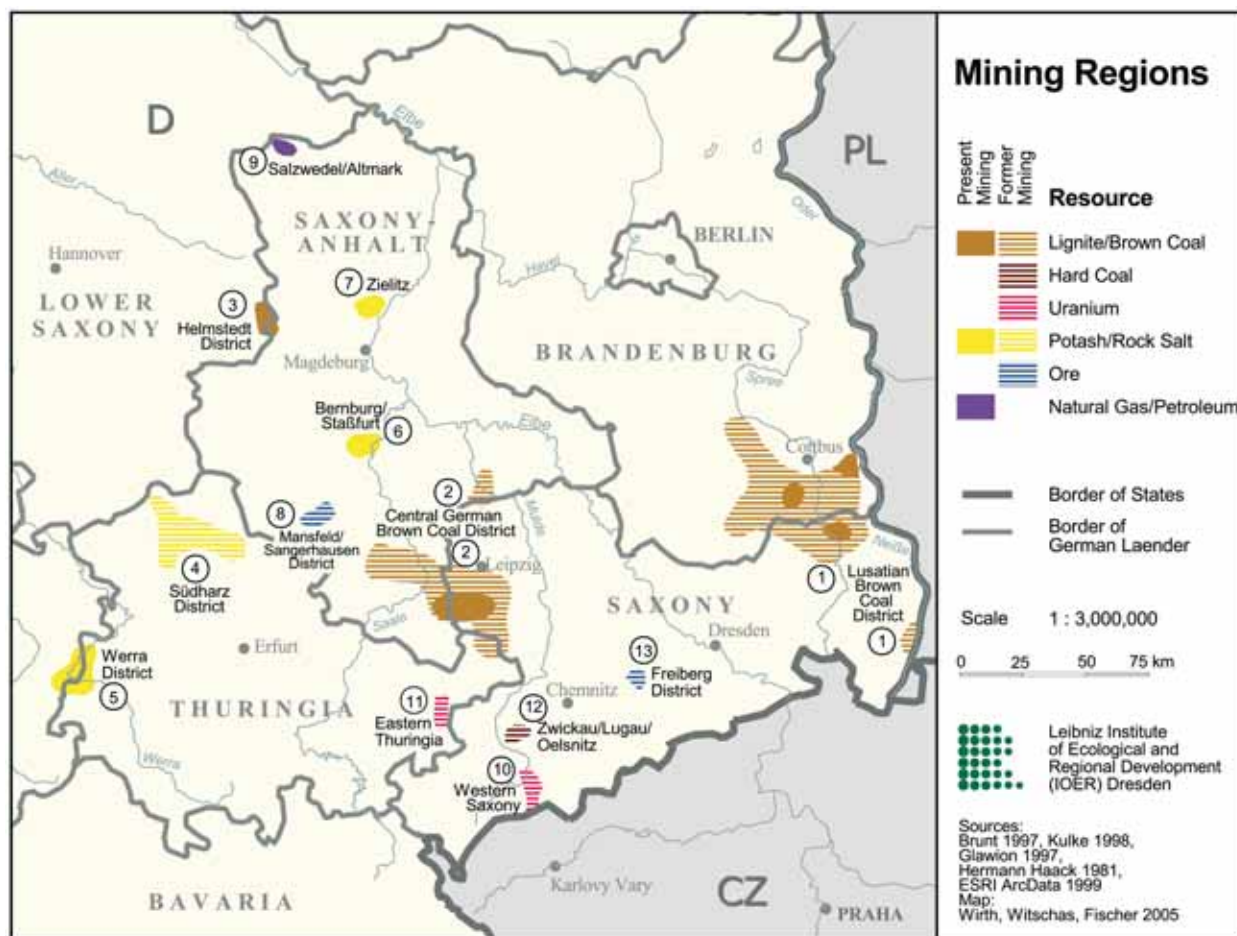 D
Elbe
PL
9
Salzwedel/Altmark
Aller
SAXONY-
ANHALT
Oder
Hannover
BERLIN
Havel
7
Zielitz
3
LOWER
SAXONY
Helmstedt
District
Magdeburg
BRANDENBURG
Spree
Bernburg/
Staßfurt
6
Elbe
Cottbus
2
Central German
Brown Coal District
2
Mulde
8
Mansfeld/
Sangerhausen
District
Neiße
4
Südharz
District
Leipzig
1
Lusatian
Brown
Coal
District
1
SAXONY
Saale
Dresden
Erfurt
Werra
District
5
13
Freiberg
District
THURINGIA
11
Eastern
Thuringia
Chemnitz
12
Zwickau/Lugau/
Oelsnitz
Werra
10
Western
Saxony
Karlovy Vary
CZ
BAVARIA
PRAHA
Mining Regions
Present
Mining
Former
Mining
Resource
Lignite/Brown Coal
Hard Coal
Uranium
Potash/Rock Salt
Ore
Natural Gas/Petroleum
Border of States
Border of
German Laender
Scale 1 : 3,000,000
0 25 50 75 km
Leibniz Institute
of Ecological and
Regional Development
(IOER) Dresden
Sources:
Brunt 1997, Kulke 1998,
Glawion 1997,
Hermann Haack 1981,
ESRI ArcData 1999
Map:
Wirth, Witschas, Fischer 2005